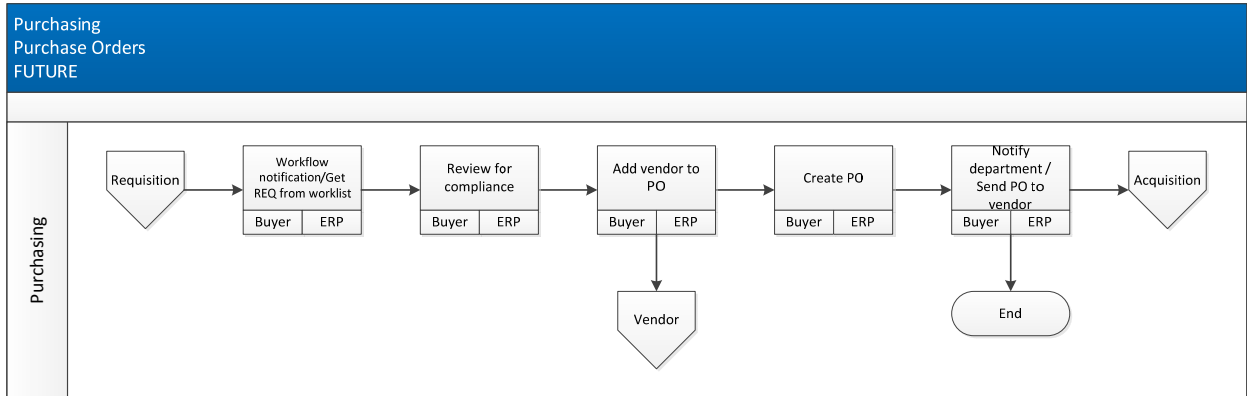 Purchasing
Purchase Orders
FUTURE
Purchasing
Requisition
Workflow
notification/Get
REQ from worklist
Buyer
ERP
Review for
compliance
Buyer
ERP
Add vendor to
PO
Buyer
ERP
Create PO
Buyer
ERP
Notify
department /
Send PO to
vendor
Buyer
ERP
Acquisition
Vendor
End